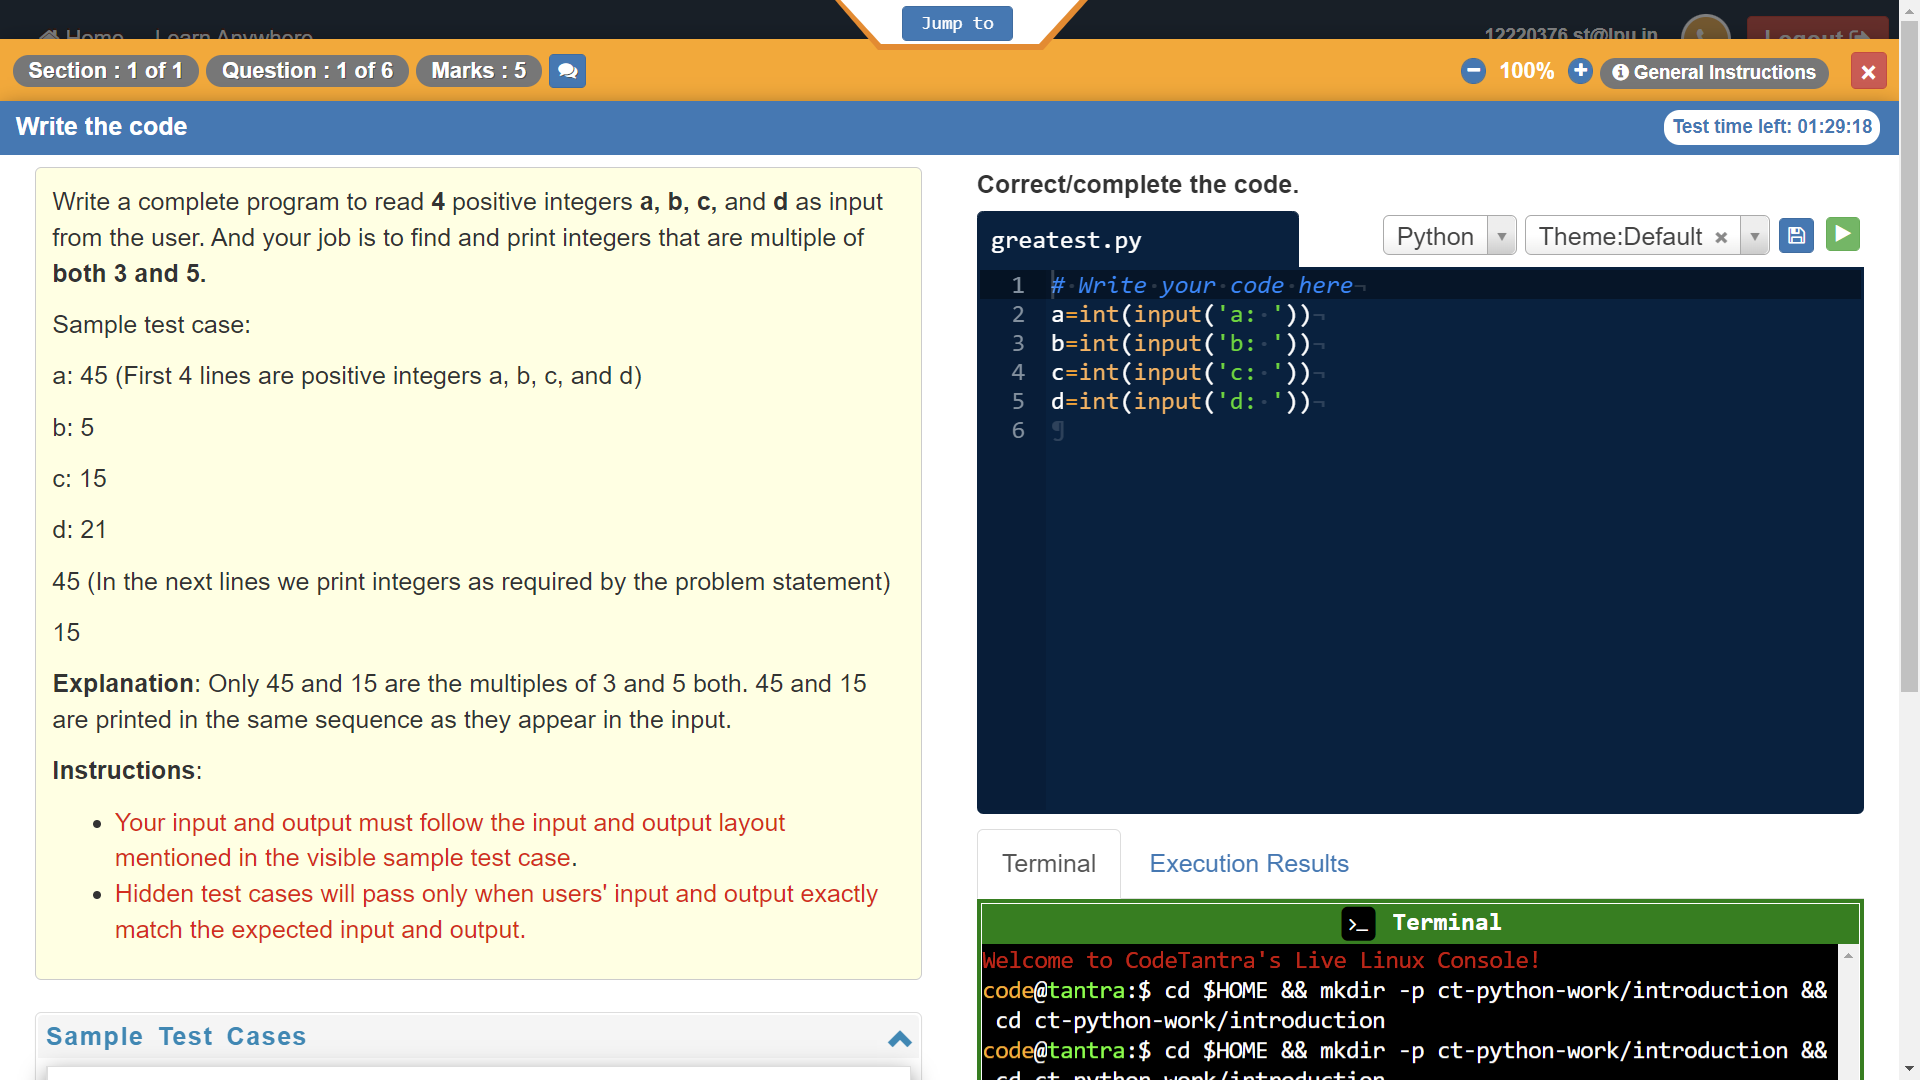 Home Learn Anywhere
Jump to
12220376.st@lpu.in
Logout
Section : 1 of 1
Question : 1 of 6
Marks : 5
100%
General Instructions
Write the code
Test time left: 01:29:18
Write a complete program to read 4 positive integers a, b, c, and d as input
from the user. And your job is to find and print integers that are multiple of
both 3 and 5.
Sample test case:
a: 45 (First 4 lines are positive integers a, b, c, and d)
b: 5
c: 15
d: 21
45 (In the next lines we print integers as required by the problem statement)
15
Explanation: Only 45 and 15 are the multiples of 3 and 5 both. 45 and 15
are printed in the same sequence as they appear in the input.
Instructions:
• Your input and output must follow the input and output layout
mentioned in the visible sample test case.
• Hidden test cases will pass only when users' input and output exactly
match the expected input and output.
Sample Test Cases
Correct/complete the code.
greatest.py
Python
Theme:Default ×
1 # Write your code here
2 a=int(input('a: '))
3 b=int(input('b: '))
4 c=int(input('c: '))
5 d=int(input('d: '))
6
Terminal
Execution Results
>_ Terminal
Welcome to CodeTantra's Live Linux Console!
code@tantra:$ cd $HOME && mkdir -p ct-python-work/introduction &&
cd ct-python-work/introduction
code@tantra:$ cd $HOME && mkdir -p ct-python-work/introduction &&
cd ct-python-work/introduction